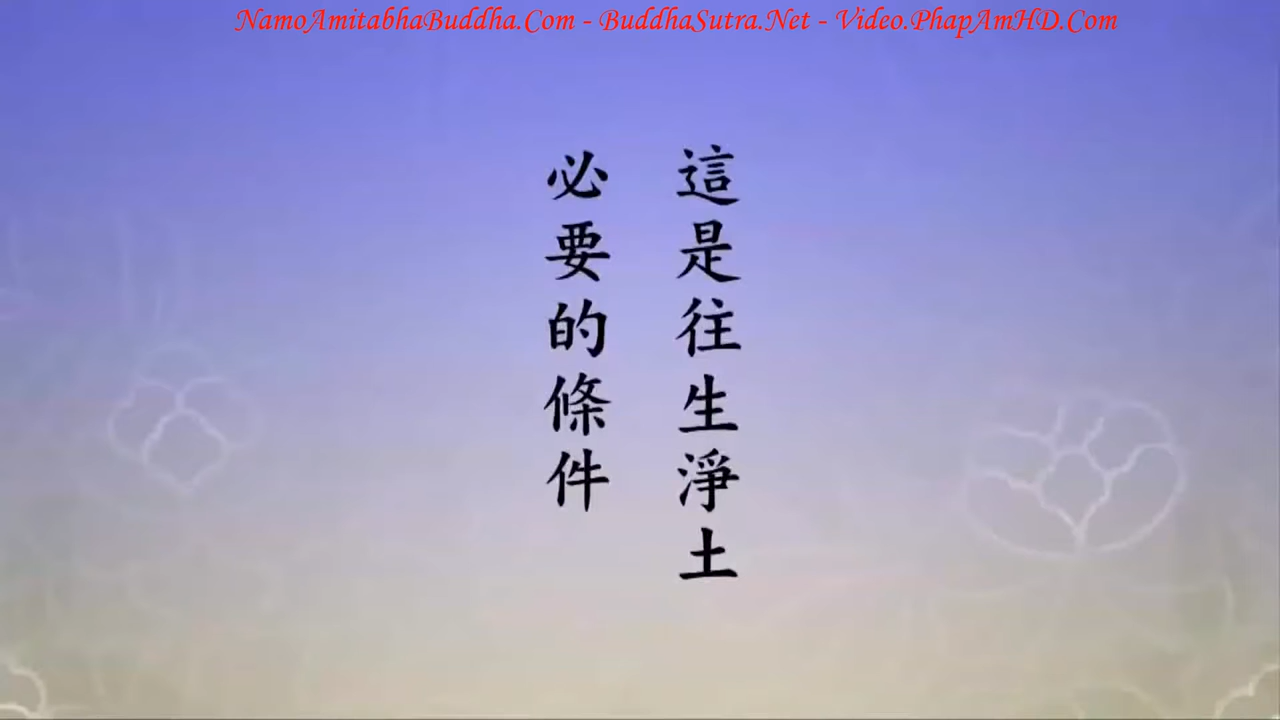 NamoAmitabhaBuddha.Com - BuddhaSutra.Net - Video.PhapAmHD.Com
這是往生淨土
必要的條件